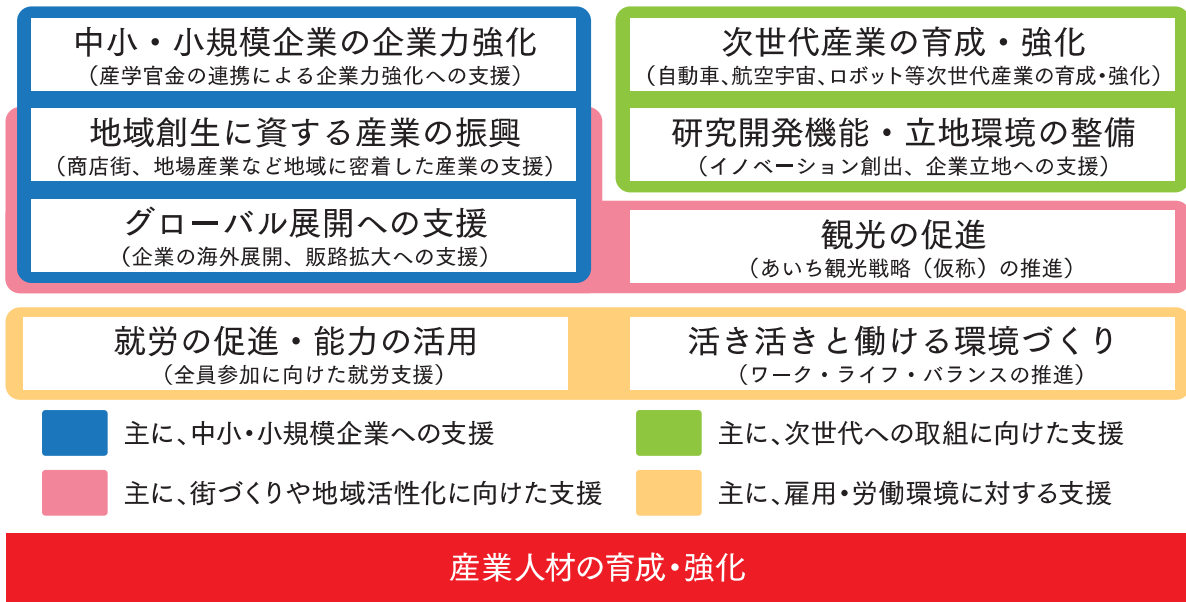 中小・小規模企業の企業力強化
（産学官金の連携による企業力強化への支援）
地域創生に資する産業の振興
（商店街、地場産業など地域に密着した産業の支援）
グローバル展開への支援
（企業の海外展開、販路拡大への支援）
次世代産業の育成・強化
（自動車、航空宇宙、ロボット等次世代産業の育成・強化）
研究開発機能・立地環境の整備
（イノベーション創出、企業立地への支援）
観光の促進
（あいち観光戦略（仮称）の推進）
就労の促進・能力の活用
（全員参加に向けた就労支援）
活き活きと働ける環境づくり
（ワーク・ライフ・バランスの推進）
主に、中小・小規模企業への支援
主に、次世代への取組に向けた支援
主に、街づくりや地域活性化に向けた支援
主に、雇用・労働環境に対する支援
産業人材の育成・強化